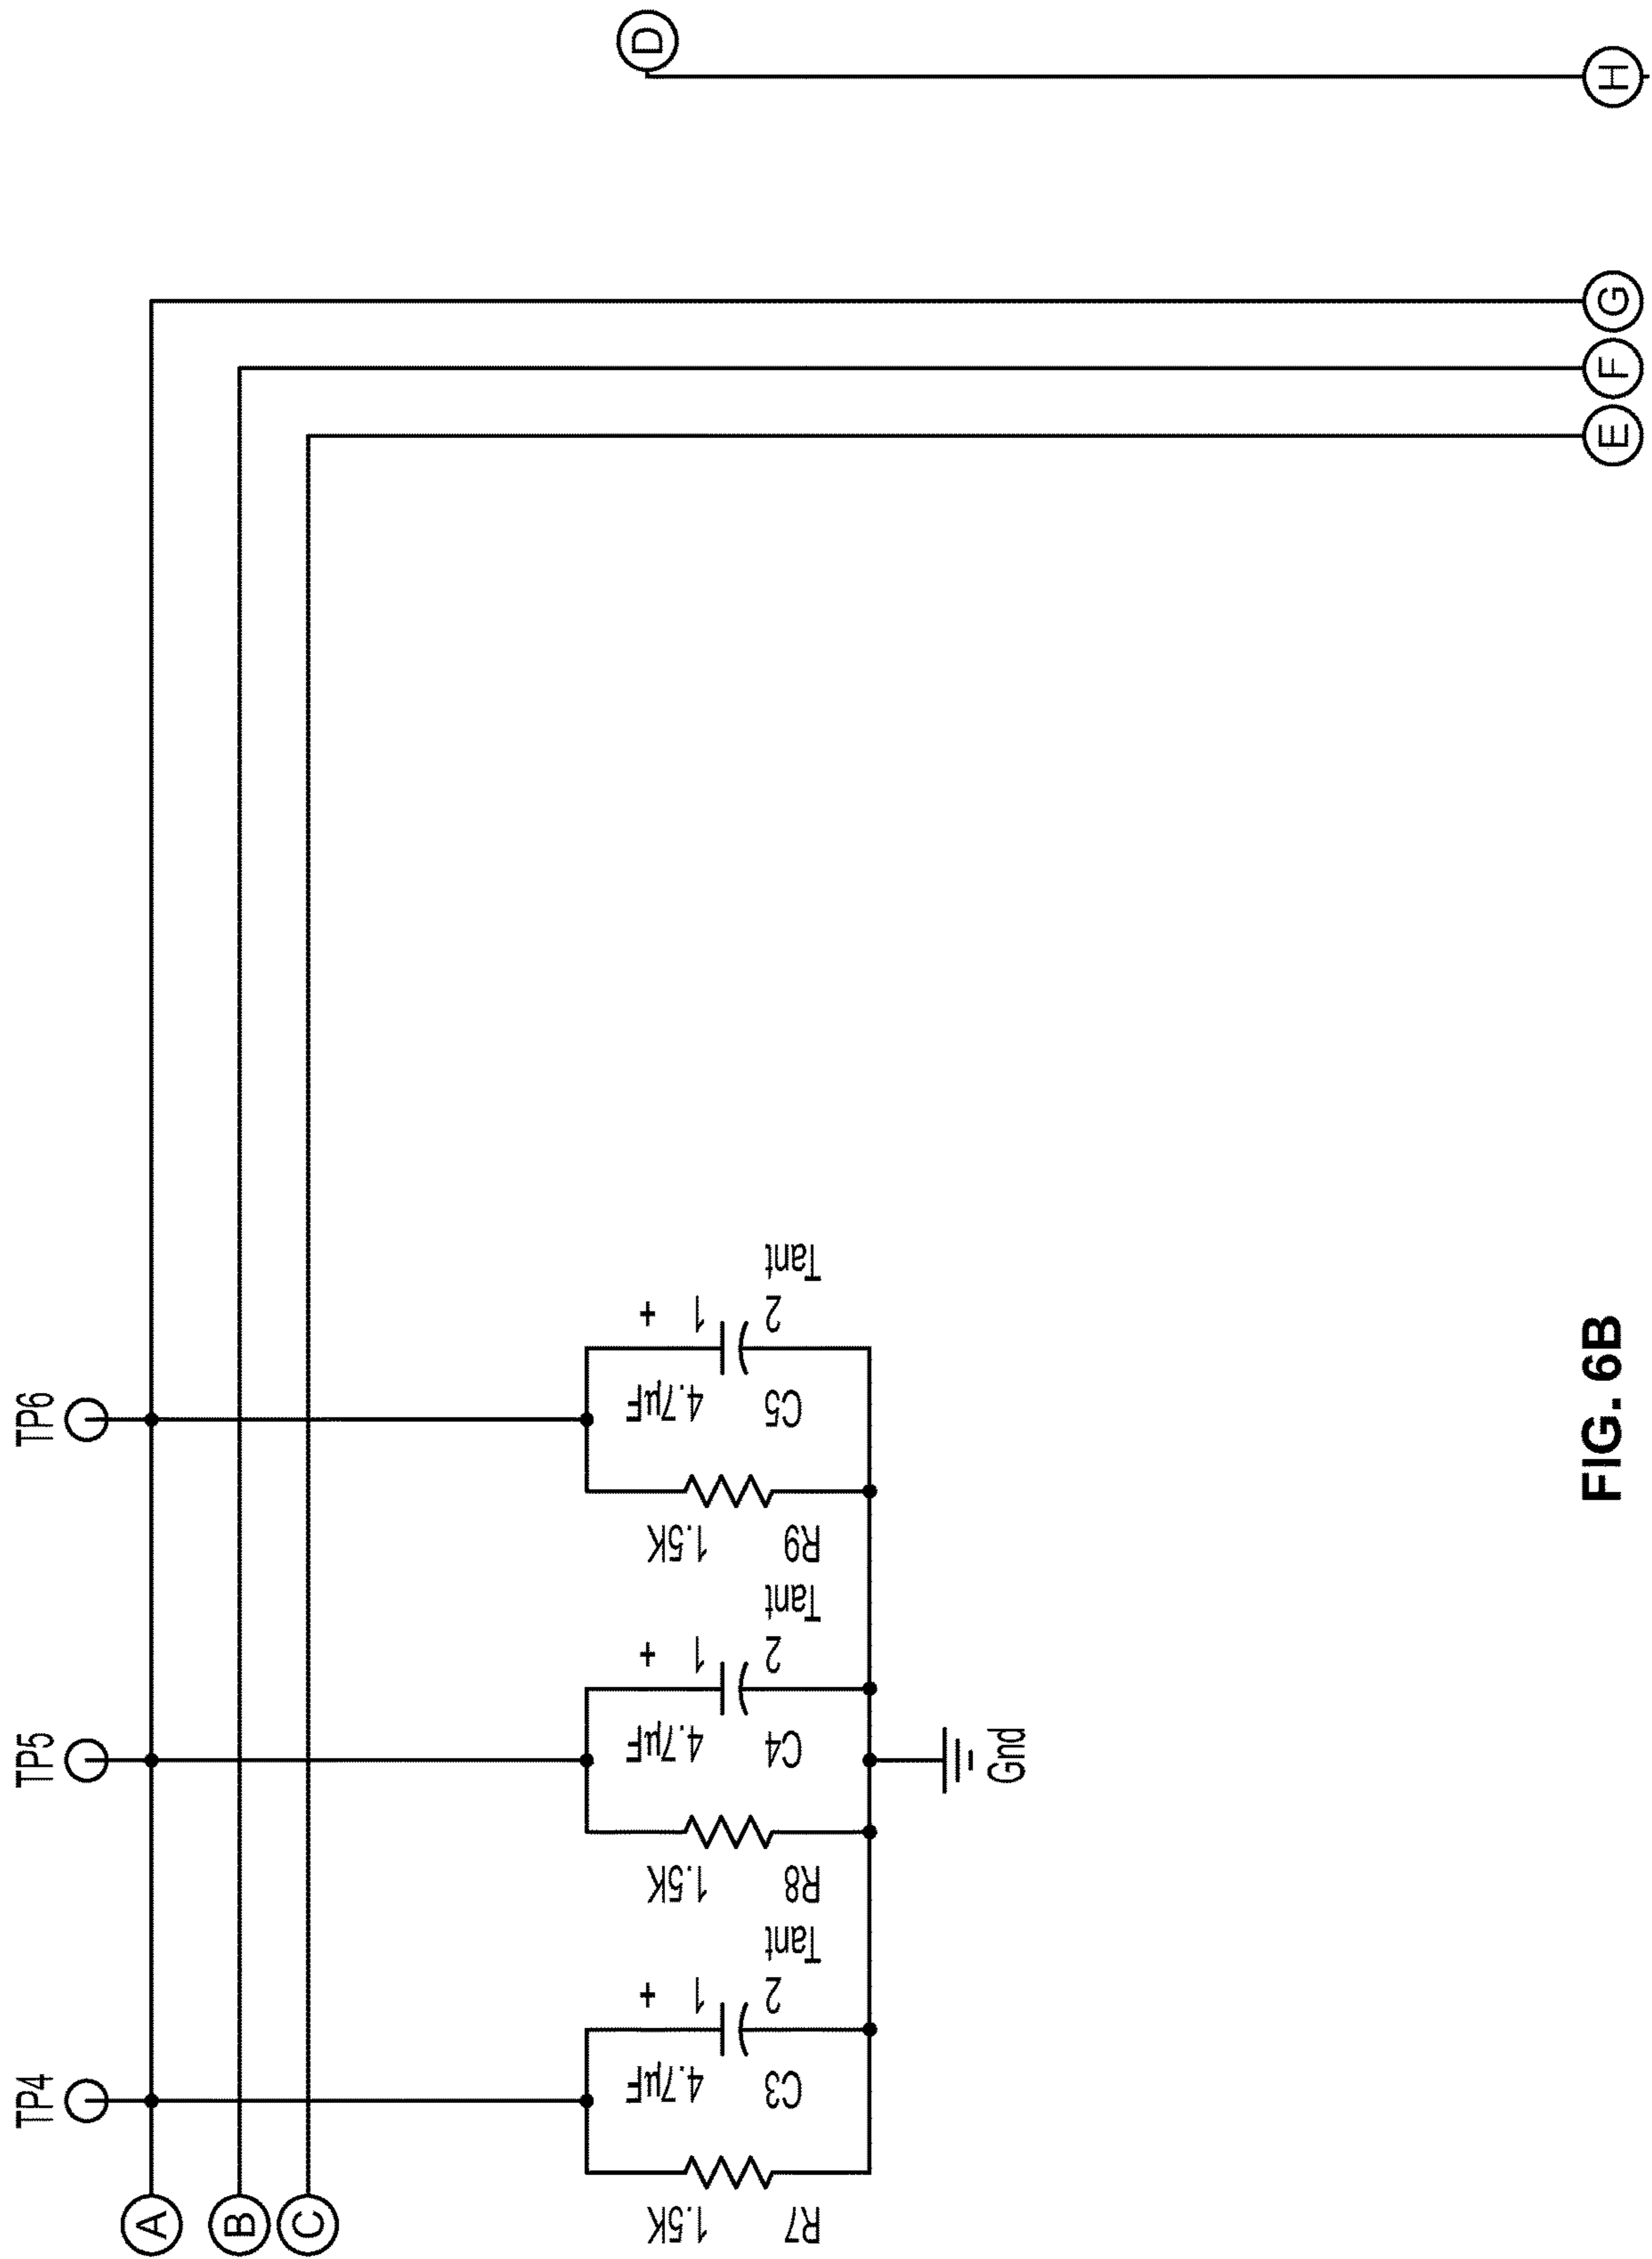 TP4
TP5
TP6
A
B
C
D
1.5K
R7
4.7µF
C3
+
1
2
Tant
1.5K
R8
4.7µF
C4
+
1
2
Tant
1.5K
R9
4.7µF
C5
+
1
2
Tant
Gnd
E
F
G
H
FIG. 6B